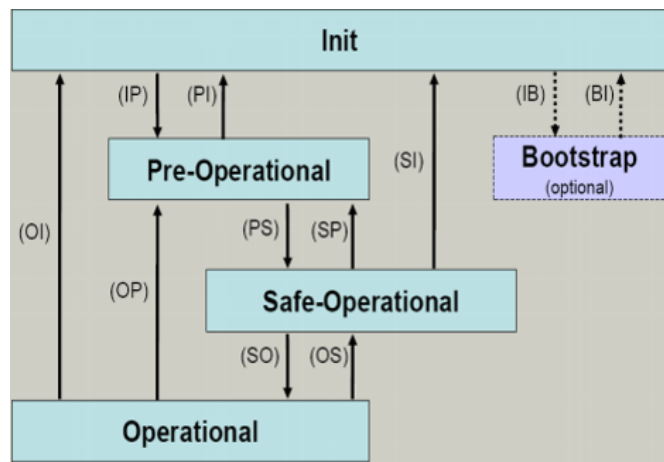 Init
(IP)
(PI)
(IB)
(BI)
Pre-Operational
(SI)
Bootstrap
(optional)
(OI)
(PS)
(SP)
(OP)
Safe-Operational
(SO)
(OS)
Operational